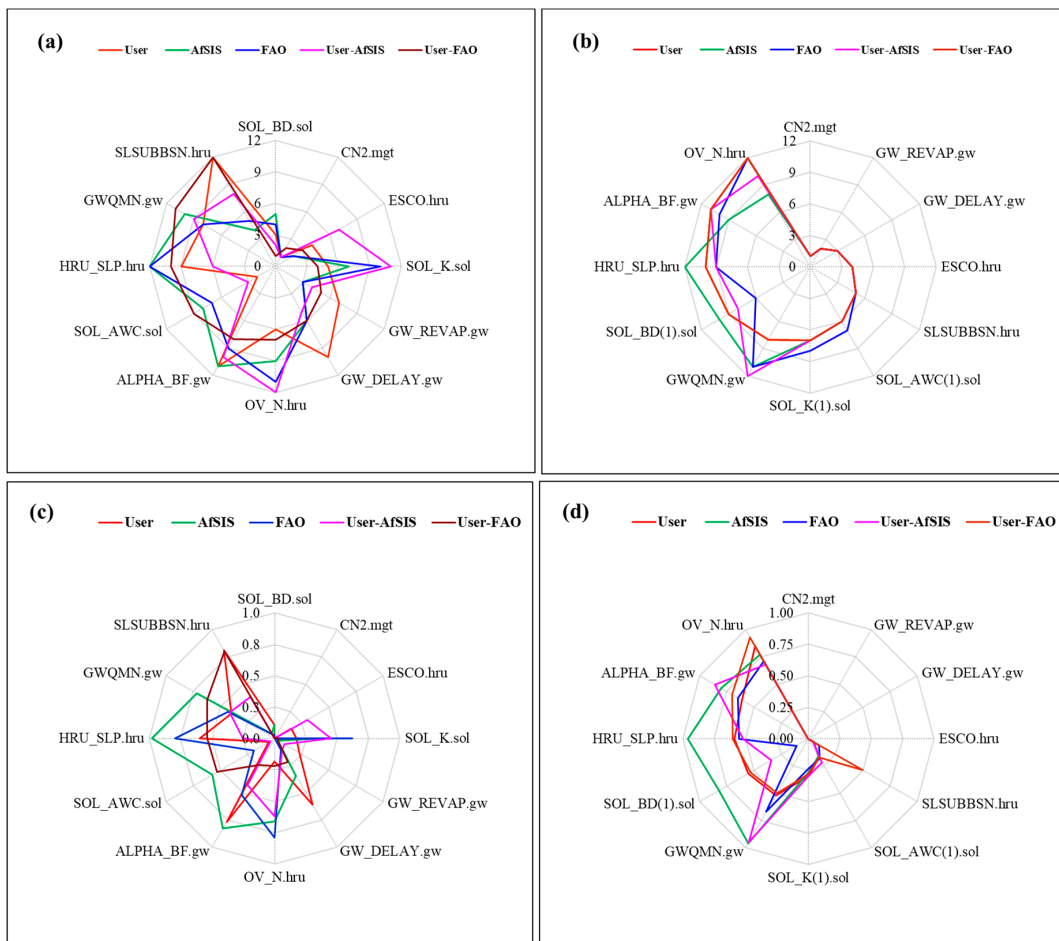 (a)
User AfSIS FAO User-AfSIS User-FAO
SOL_BD.sol
CN2.mgt
ESCO.hru
SOL_K.sol
GW_REVAP.gw
GW_DELAY.gw
OV_N.hru
ALPHA_BF.gw
SOL_AWC.sol
HRU_SLP.hru
GWQMN.gw
SLSUBBSN.hru
12
9
6
3
0
(b)
User AfSIS FAO User-AfSIS User-FAO
CN2.mgt
GW_REVAP.gw
GW_DELAY.gw
ESCO.hru
SLSUBBSN.hru
SOL_AWC(1).sol
SOL_K(1).sol
GWQMN.gw
SOL_BD(1).sol
HRU_SLP.hru
ALPHA_BF.gw
OV_N.hru
12
9
6
3
0
(c)
User AfSIS FAO User-AfSIS User-FAO
SOL_BD.sol
CN2.mgt
ESCO.hru
SOL_K.sol
GW_REVAP.gw
GW_DELAY.gw
OV_N.hru
ALPHA_BF.gw
SOL_AWC.sol
HRU_SLP.hru
GWQMN.gw
SLSUBBSN.hru
1.0
0.8
0.5
0.3
0.0
(d)
User AfSIS FAO User-AfSIS User-FAO
CN2.mgt
GW_REVAP.gw
GW_DELAY.gw
ESCO.hru
SLSUBBSN.hru
SOL_AWC(1).sol
SOL_K(1).sol
GWQMN.gw
SOL_BD(1).sol
HRU_SLP.hru
ALPHA_BF.gw
OV_N.hru
1.00
0.75
0.50
0.25
0.00